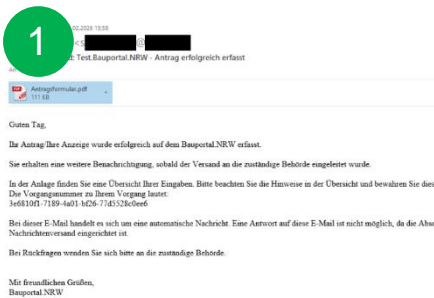 1
.02.2026 13:58
<s @
: Test.Bauportal.NRW - Antrag erfolgreich erfasst
An
PDF
Antragsformular.pdf
111 KB
Guten Tag,
Ihr Antrag/Ihre Anzeige wurde erfolgreich auf dem Bauportal.NRW erfasst.
Sie erhalten eine weitere Benachrichtigung, sobald der Versand an die zuständige Behörde eingeleitet wurde.
In der Anlage finden Sie eine Übersicht Ihrer Eingaben. Bitte beachten Sie die Hinweise in der Übersicht und bewahren Sie dies
Die Vorgangsnummer zu Ihrem Vorgang lautet:
3e6810f1-7189-4a01-bf26-77d5528c0ee6
Bei dieser E-Mail handelt es sich um eine automatische Nachricht. Eine Antwort auf diese E-Mail ist nicht möglich, da die Abse
Nachrichtenversand eingerichtet ist.
Bei Rückfragen wenden Sie sich bitte an die zuständige Behörde.
Mit freundlichen Grüßen,
Bauportal.NRW